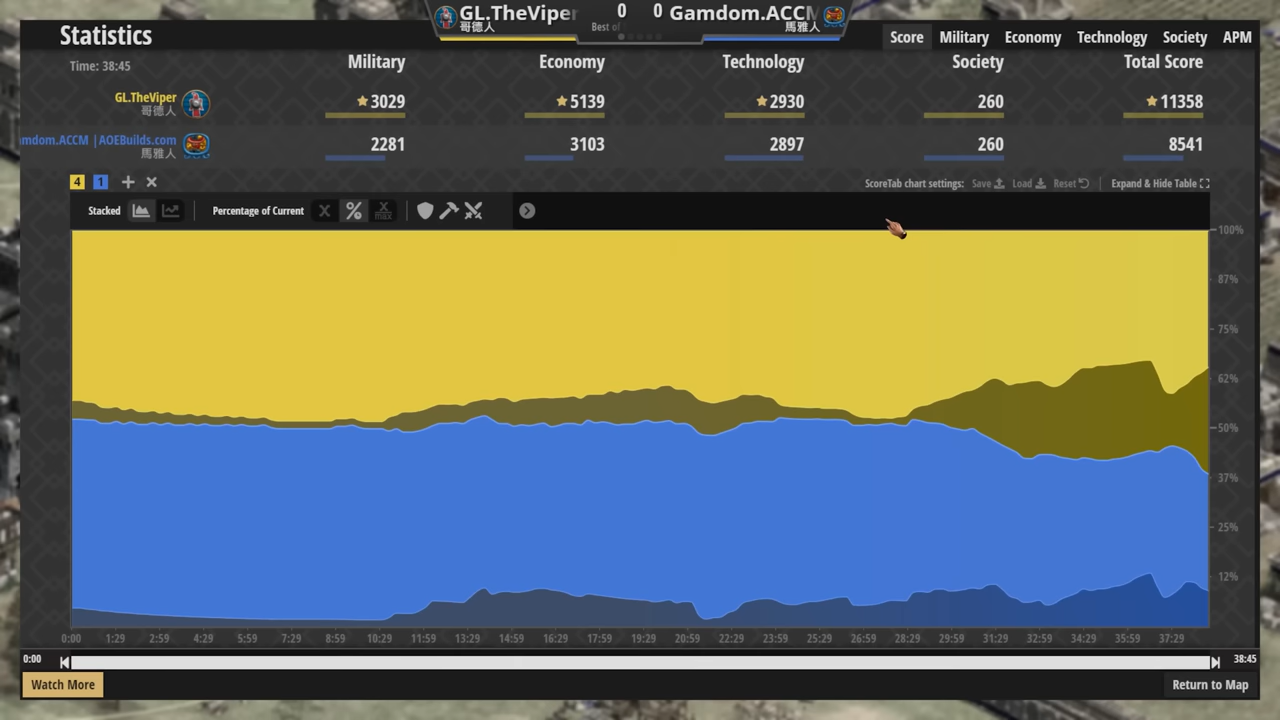 GL.TheViper 0 0 Gamdom.ACCM
哥德人 Best of 馬雅人
Statistics
Score Military Economy Technology Society APM
Time: 38:45
Military Economy Technology Society Total Score
GL.TheViper 3029 5139 2930 260 11358
哥德人
mdom.ACCM |AOEBuilds.com 2281 3103 2897 260 8541
馬雅人
4 1
ScoreTab chart settings: Save Load Reset Expand & Hide Table
Stacked Percentage of Current X % X max
100%
87%
75%
62%
50%
37%
25%
12%
0:00 1:29 2:59 4:29 5:59 7:29 8:59 10:29 11:59 13:29 14:59 16:29 17:59 19:29 20:59 22:29 23:59 25:29 26:59 28:29 29:59 31:29 32:59 34:29 35:59 37:29
0:00 38:45
Watch More Return to Map